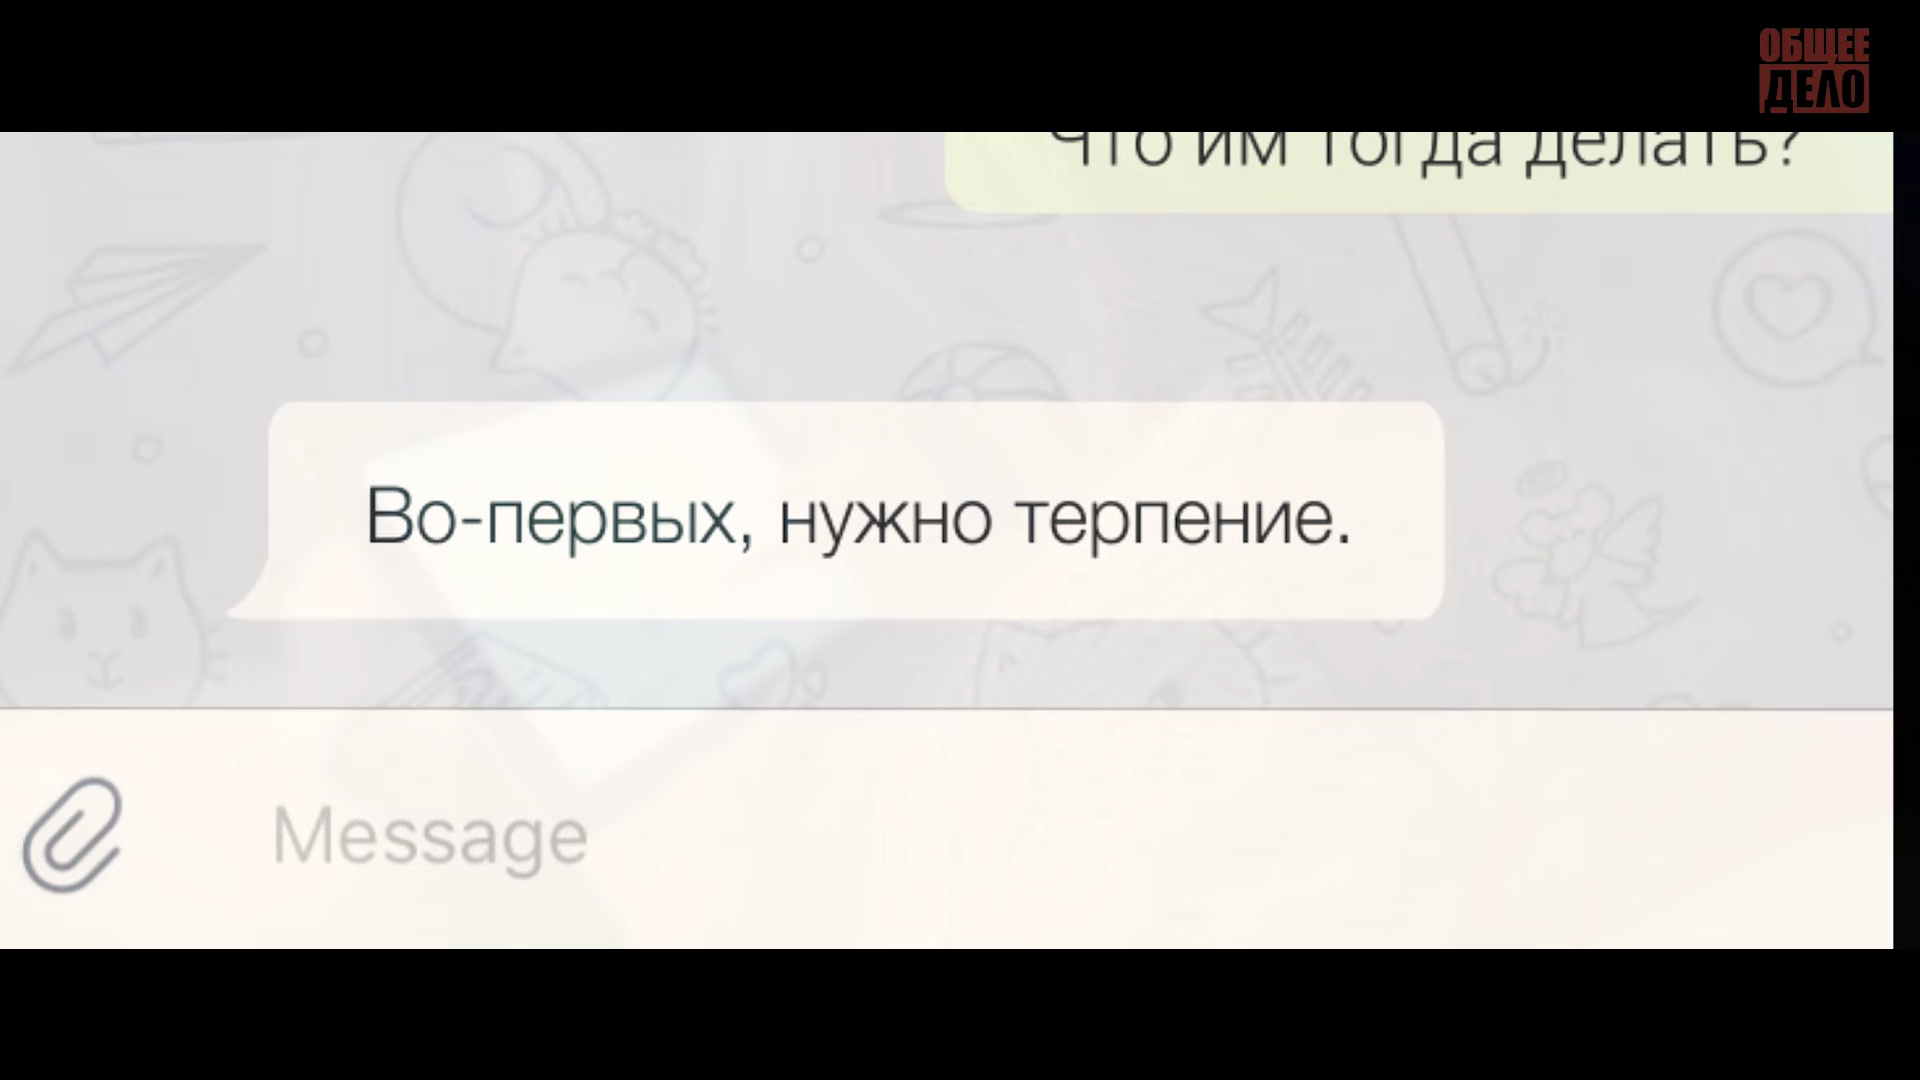 ОБЩЕЕ
ДЕЛО
Что им тогда делать?
Во-первых, нужно терпение.
Message